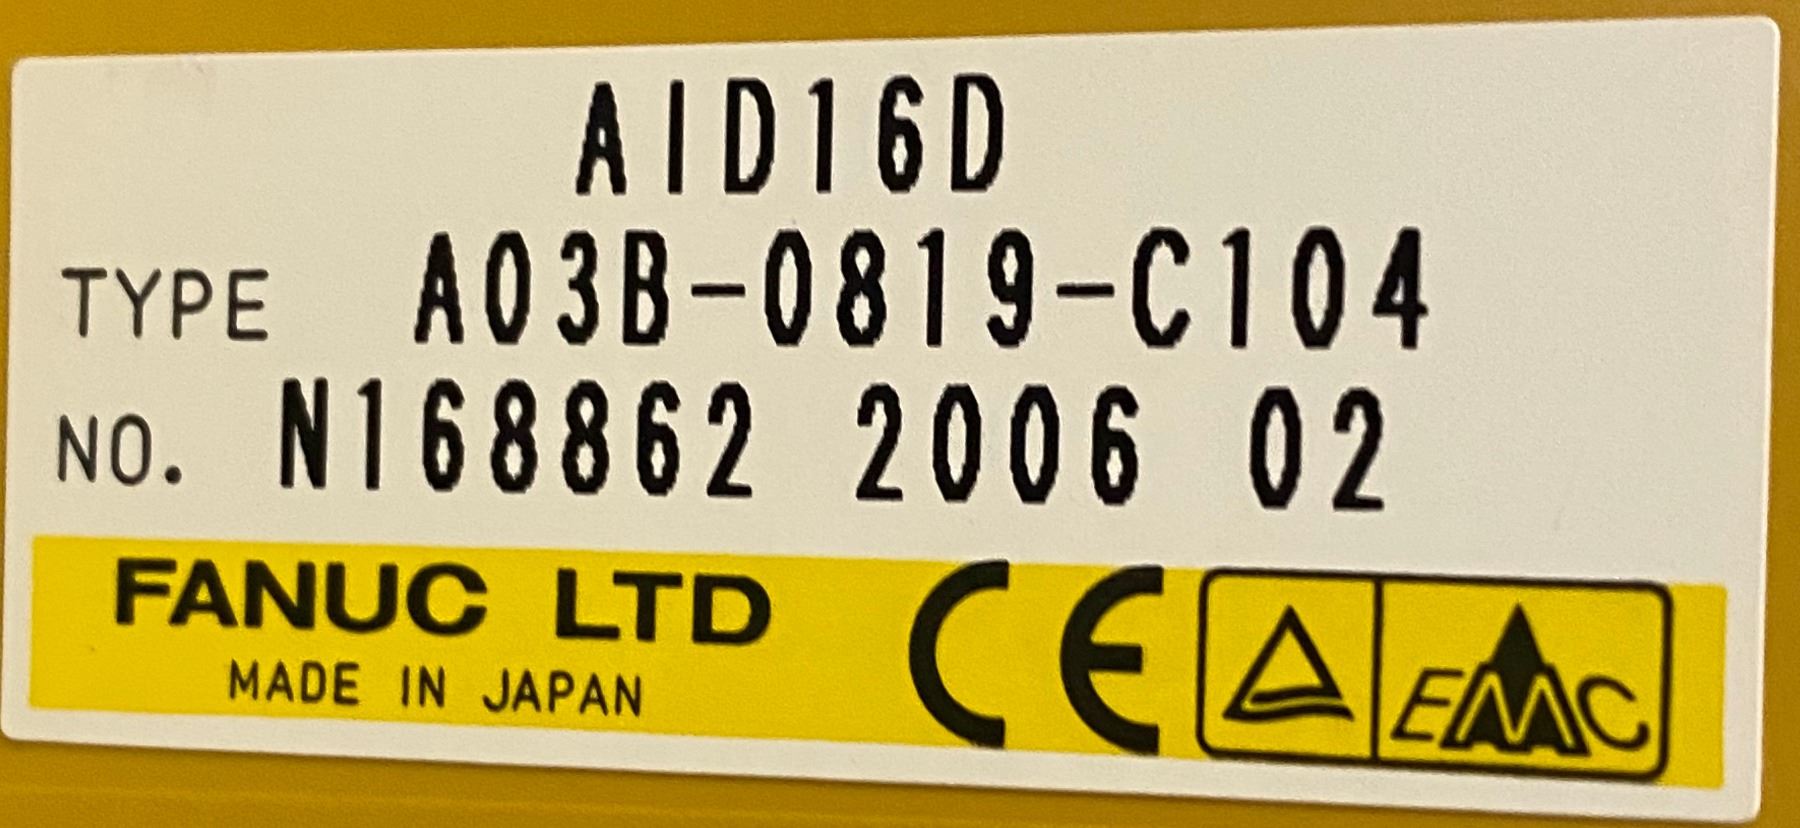 AID16D
TYPE A03B-0819-C104
NO. N168862 2006 02
FANUC LTD
MADE IN JAPAN
CE
EMC